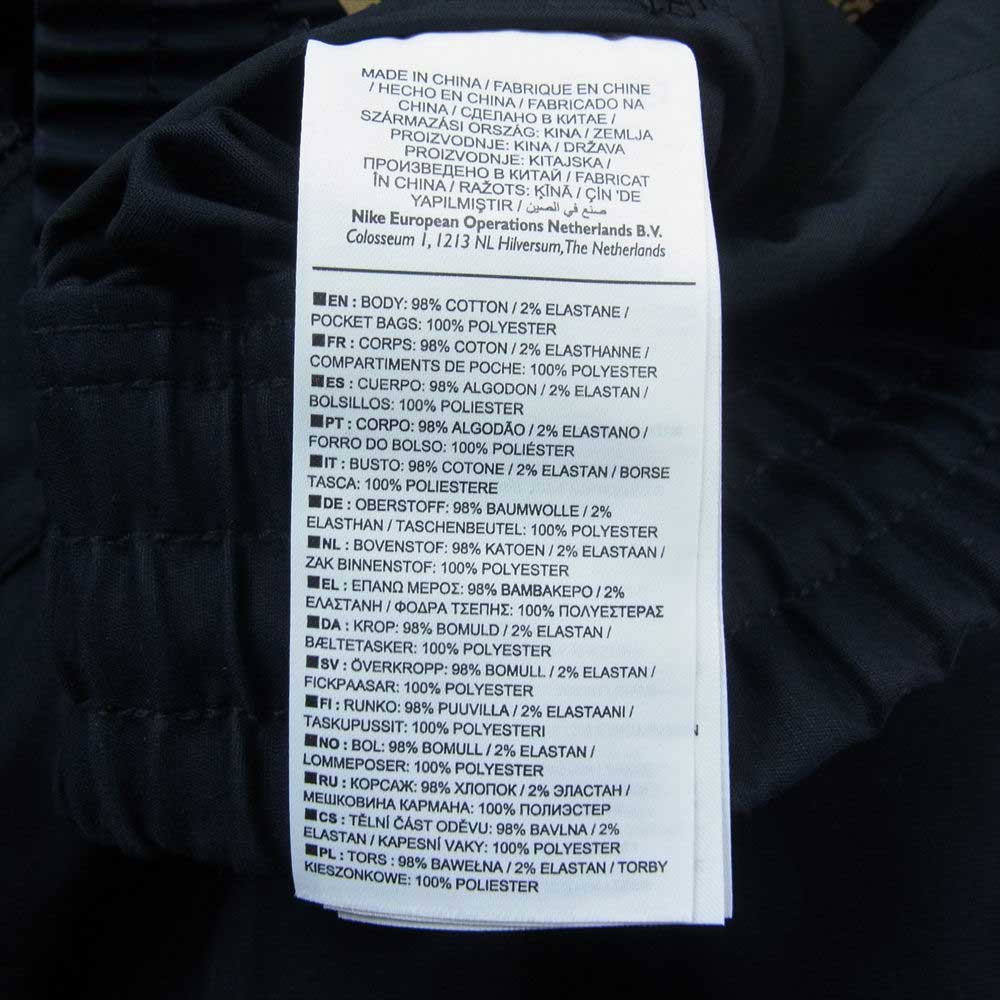 MADE IN CHINA / FABRIQUE EN CHINE
/ HECHO EN CHINA / FABRICADO NA
CHINA / СДЕЛАНО В КИТАЕ /
SZÁRMAZÁSI ORSZÁG: KINA / ZEMLJA
PROIZVODNJE: KINA / DRŽAVA
PROIZVODNJE: KITAJSKA /
ПРОИЗВЕДЕНО В КИТАЙ / FABRICAT
ÎN CHINA / RAŽOTS: ĶĪNĀ / ÇİN 'DE
YAPILMIŞTIR / صنع في الصين
Nike European Operations Netherlands B.V.
Colosseum 1, 1213 NL Hilversum, The Netherlands
■EN : BODY: 98% COTTON / 2% ELASTANE /
POCKET BAGS: 100% POLYESTER
■FR : CORPS: 98% COTON / 2% ELASTHANNE /
COMPARTIMENTS DE POCHE: 100% POLYESTER
■ES : CUERPO: 98% ALGODON / 2% ELASTAN /
BOLSILLOS: 100% POLIESTER
■PT : CORPO: 98% ALGODÃO / 2% ELASTANO /
FORRO DO BOLSO: 100% POLIÉSTER
■IT : BUSTO: 98% COTONE / 2% ELASTAN / BORSE
TASCA: 100% POLIESTERE
■DE : OBERSTOFF: 98% BAUMWOLLE / 2%
ELASTHAN / TASCHENBEUTEL: 100% POLYESTER
■NL : BOVENSTOF: 98% KATOEN / 2% ELASTAAN /
ZAK BINNENSTOF: 100% POLYESTER
■EL : ΕΠΑΝΩ ΜΕΡΟΣ: 98% ΒΑΜΒΑΚΕΡΟ / 2%
ΕΛΑΣΤΑΝΗ / ΦΟΔΡΑ ΤΣΕΠΗΣ: 100% ΠΟΛΥΕΣΤΕΡΑΣ
■DA : KROP: 98% BOMULD / 2% ELASTAN /
BÆLTETASKER: 100% POLYESTER
■SV : ÖVERKROPP: 98% BOMULL / 2% ELASTAN /
FICKPAASAR: 100% POLYESTER
■FI : RUNKO: 98% PUUVILLA / 2% ELASTAANI /
TASKUPUSSIT: 100% POLYESTERI
■NO : BOL: 98% BOMULL / 2% ELASTAN /
LOMMEPOSER: 100% POLYESTER
■RU : КОРСАЖ: 98% ХЛОПОК / 2% ЭЛАСТАН /
МЕШКОВИНА КАРМАНА: 100% ПОЛИЭСТЕР
■CS : TĚLNÍ ČÁST ODĚVU: 98% BAVLNA / 2%
ELASTAN / KAPESNÍ VAKY: 100% POLYESTER
■PL : TORS : 98% BAWEŁNA / 2% ELASTAN / TORBY
KIESZONKOWE: 100% POLIESTER